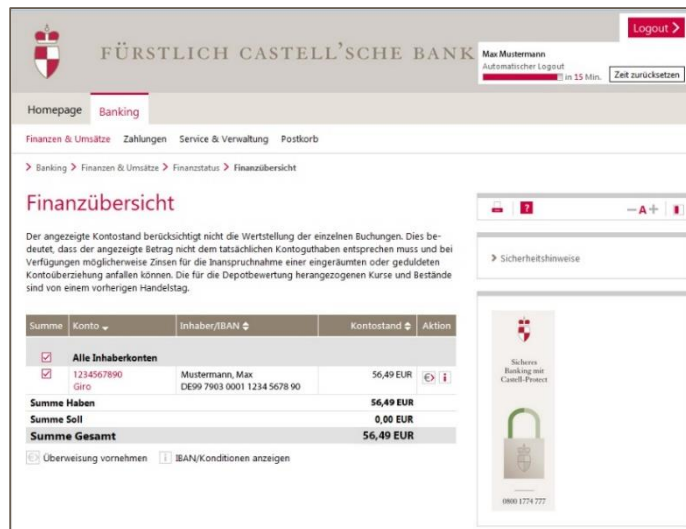 Logout
FÜRSTLICH CASTELL'SCHE BANK
Max Mustermann
Automatischer Logout
in 15 Min.
Zeit zurücksetzen
Homepage Banking
Finanzen & Umsätze Zahlungen Service & Verwaltung Postkorb
> Banking > Finanzen & Umsätze > Finanzstatus > Finanzübersicht
Finanzübersicht
? − A +
Der angezeigte Kontostand berücksichtigt nicht die Wertstellung der einzelnen Buchungen. Dies be-
deutet, dass der angezeigte Betrag nicht dem tatsächlichen Kontoguthaben entsprechen muss und bei
Verfügungen möglicherweise Zinsen für die Inanspruchnahme einer eingeräumten oder geduldeten
Kontoüberziehung anfallen können. Die für die Depotbewertung herangezogenen Kurse und Bestände
sind von einem vorherigen Handelstag.
> Sicherheitshinweise
Summe Konto Inhaber/IBAN Kontostand Aktion
Alle Inhaberkonten
1234567890 Mustermann, Max 56,49 EUR i
Giro DE99 7903 0001 1234 5678 90
Summe Haben 56,49 EUR
Summe Soll 0,00 EUR
Summe Gesamt 56,49 EUR
Überweisung vornehmen i IBAN/Konditionen anzeigen
Sicheres
Banking mit
Castell-Protect
0800 1774 777